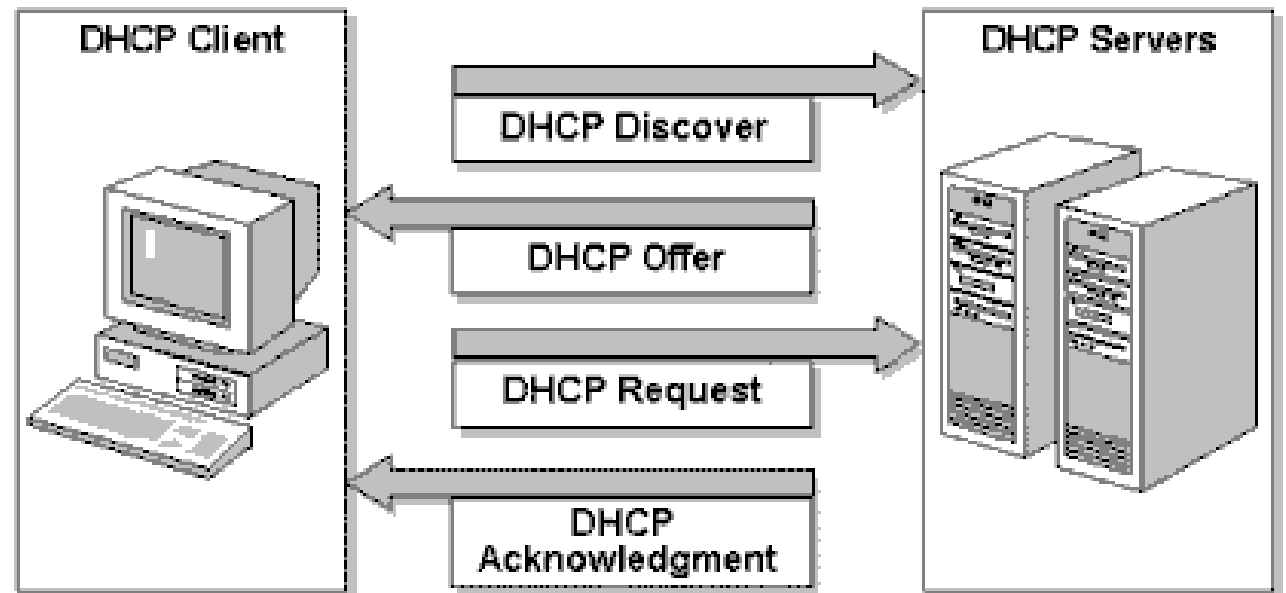 DHCP Client
DHCP Servers
DHCP Discover
DHCP Offer
DHCP Request
DHCP
Acknowledgment